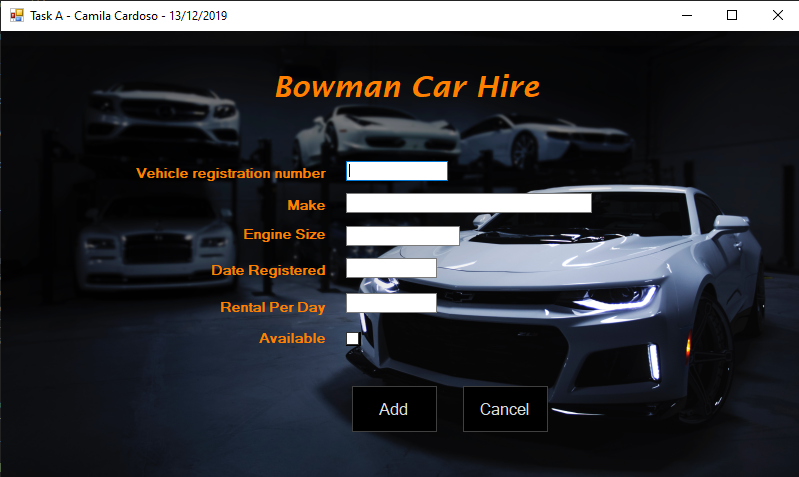 Task A - Camila Cardoso - 13/12/2019
Bowman Car Hire
Vehicle registration number
Make
Engine Size
Date Registered
Rental Per Day
Available
Add Cancel